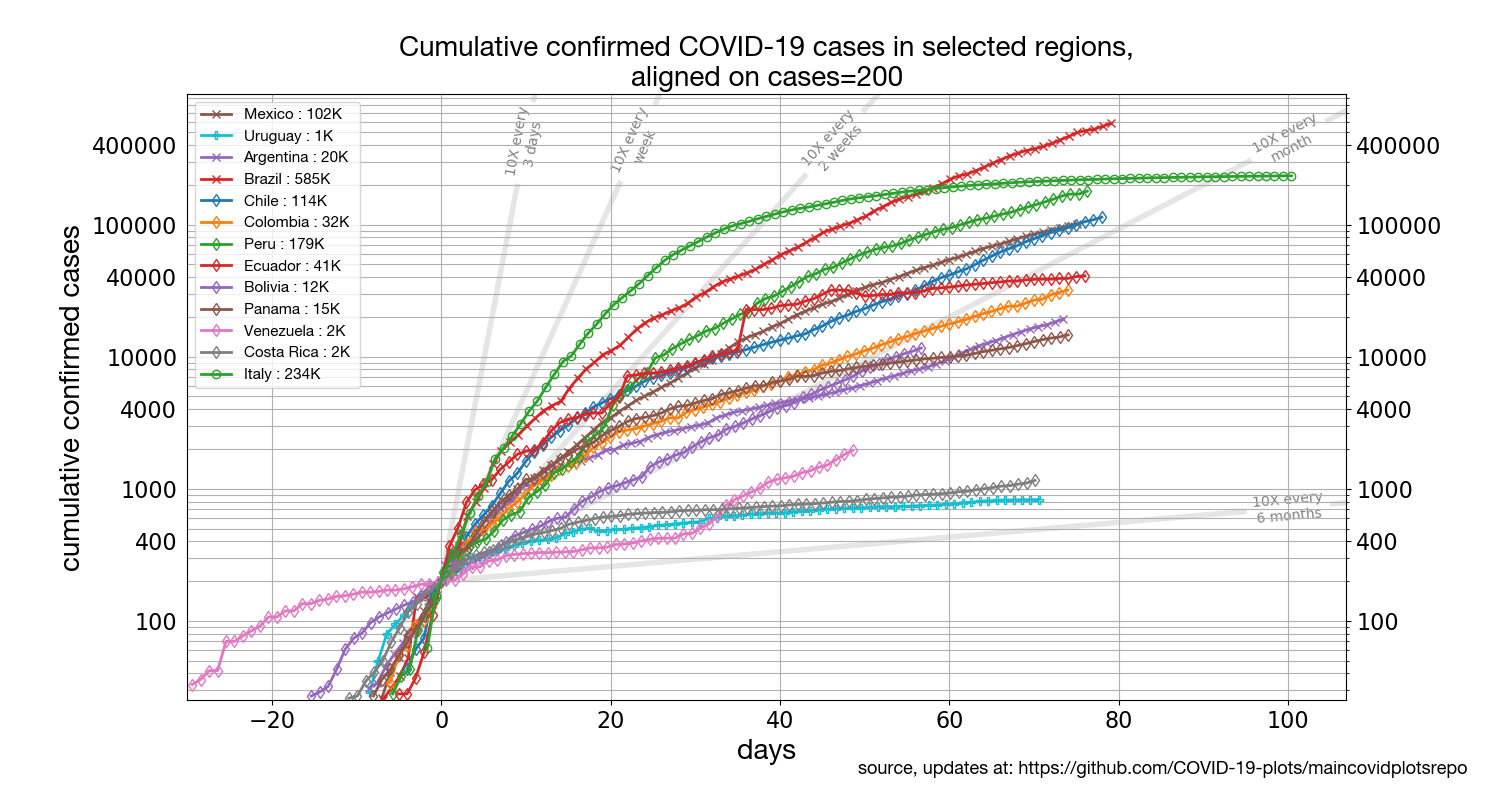 Cumulative confirmed COVID-19 cases in selected regions,
aligned on cases=200
Mexico : 102K
Uruguay : 1K
Argentina : 20K
Brazil : 585K
Chile : 114K
Colombia : 32K
Peru : 179K
Ecuador : 41K
Bolivia : 12K
Panama : 15K
Venezuela : 2K
Costa Rica : 2K
Italy : 234K
10X every
3 days
10X every
week
10X every
2 weeks
10X every
month
10X every
6 months
cumulative confirmed cases
400000
100000
40000
10000
4000
1000
400
100
400000
100000
40000
10000
4000
1000
400
100
−20 0 20 40 60 80 100
days
source, updates at: https://github.com/COVID-19-plots/maincovidplotsrepo